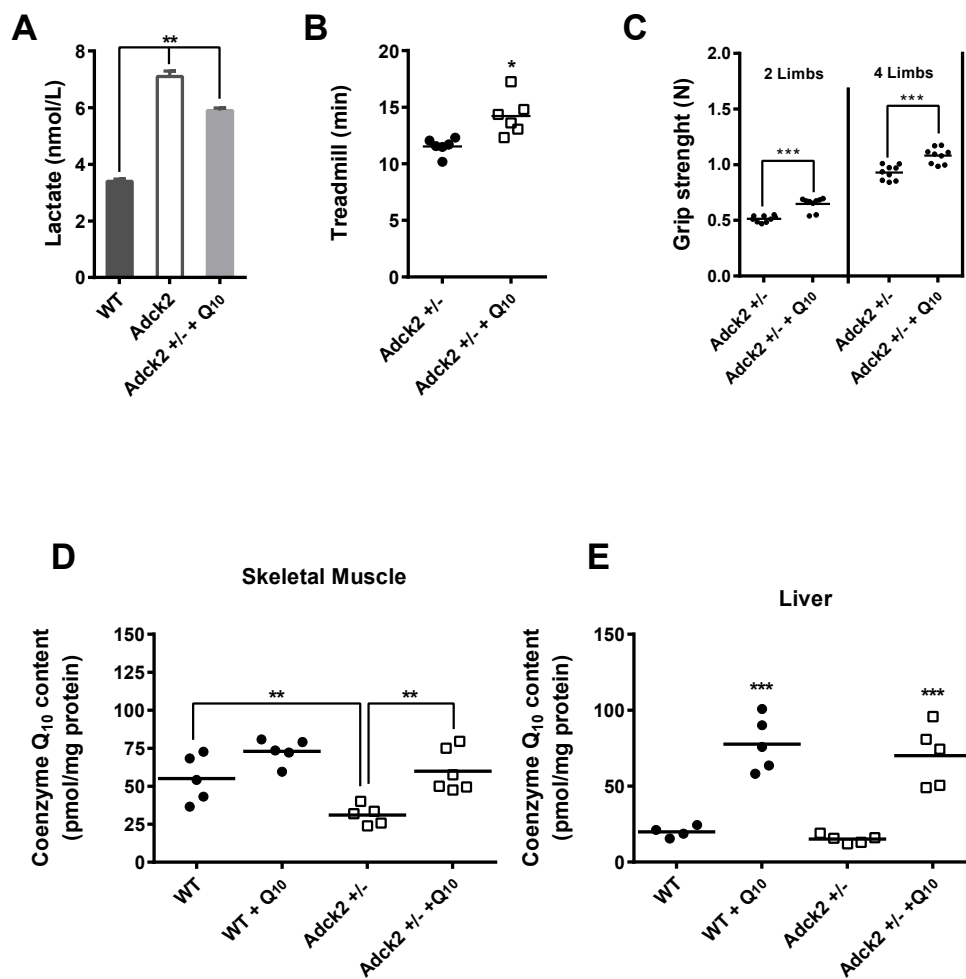 A
**
Lactate (nmol/L)
8
6
4
2
0
WT
Adck2
Adck2 +/- + Q10
B
*
Treadmill (min)
20
15
10
5
0
Adck2 +/-
Adck2 +/- + Q10
C
Grip strenght (N)
2.0
1.5
1.0
0.5
0.0
2 Limbs
4 Limbs
***
***
Adck2 +/-
Adck2 +/- + Q10
Adck2 +/-
Adck2 +/- + Q10
D
Skeletal Muscle
Coenzyme Q10 content
(pmol/mg protein)
150
125
100
75
50
25
0
**
**
WT
WT + Q10
Adck2 +/-
Adck2 +/- +Q10
E
Liver
Coenzyme Q10 content
(pmol/mg protein)
150
100
50
0
***
***
WT
WT + Q10
Adck2 +/-
Adck2 +/- +Q10